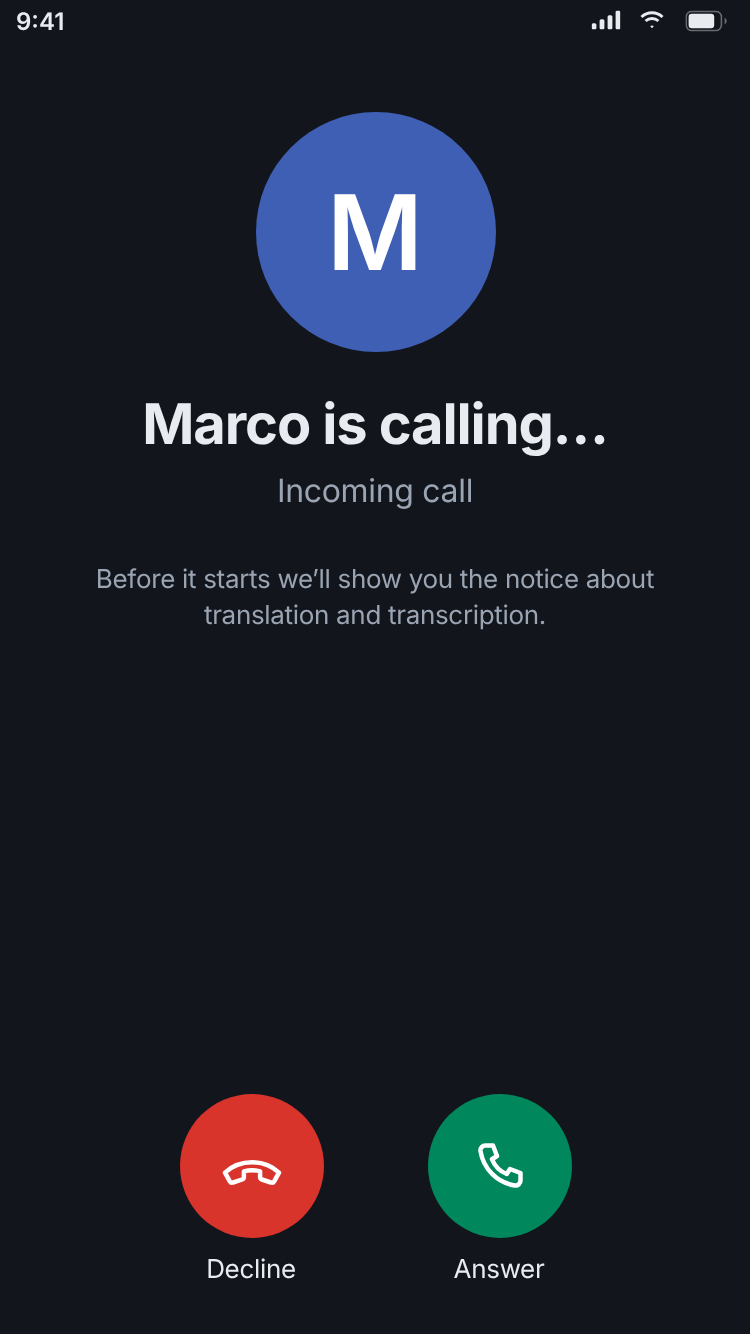 9:41
M
Marco is calling…
Incoming call
Before it starts we’ll show you the notice about
translation and transcription.
Decline
Answer